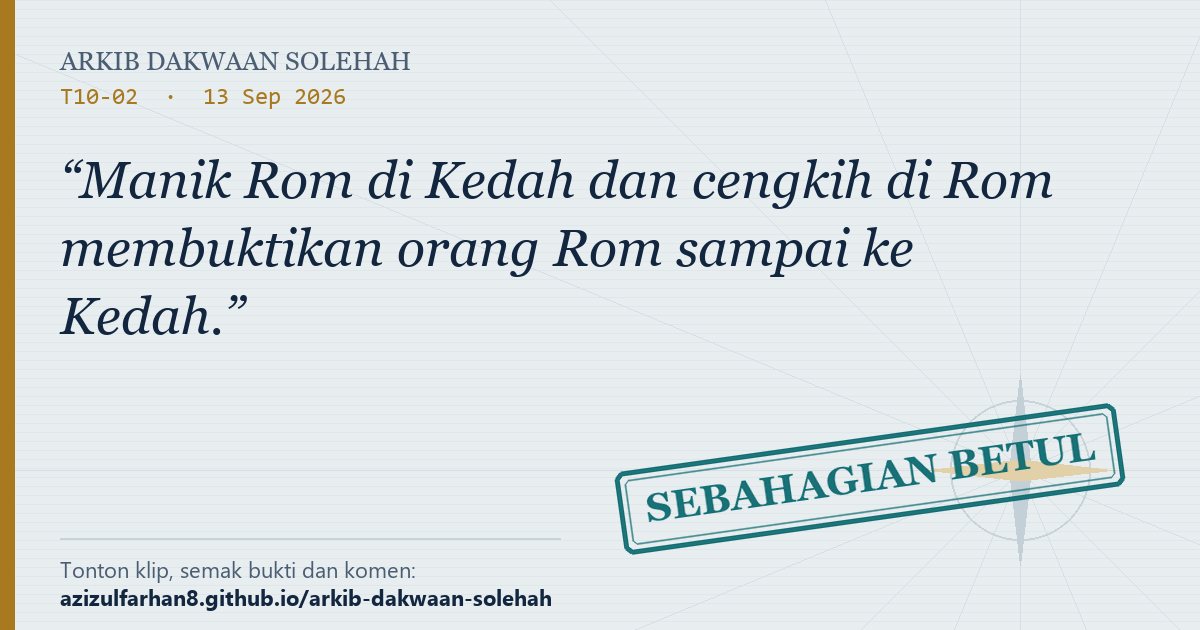 ARKIB DAKWAAN SOLEHAH
T10-02 · 13 Sep 2026
“Manik Rom di Kedah dan cengkih di Rom
membuktikan orang Rom sampai ke
Kedah.”
SEBAHAGIAN BETUL
Tonton klip, semak bukti dan komen:
azizulfarhan8.github.io/arkib-dakwaan-solehah